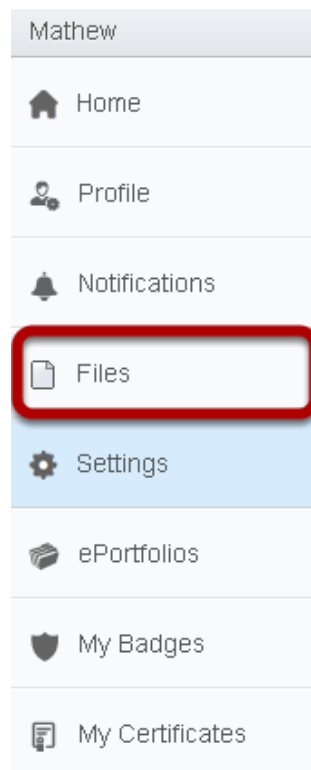 Mathew
Home
Profile
Notifications
Files
Settings
ePortfolios
My Badges
My Certificates